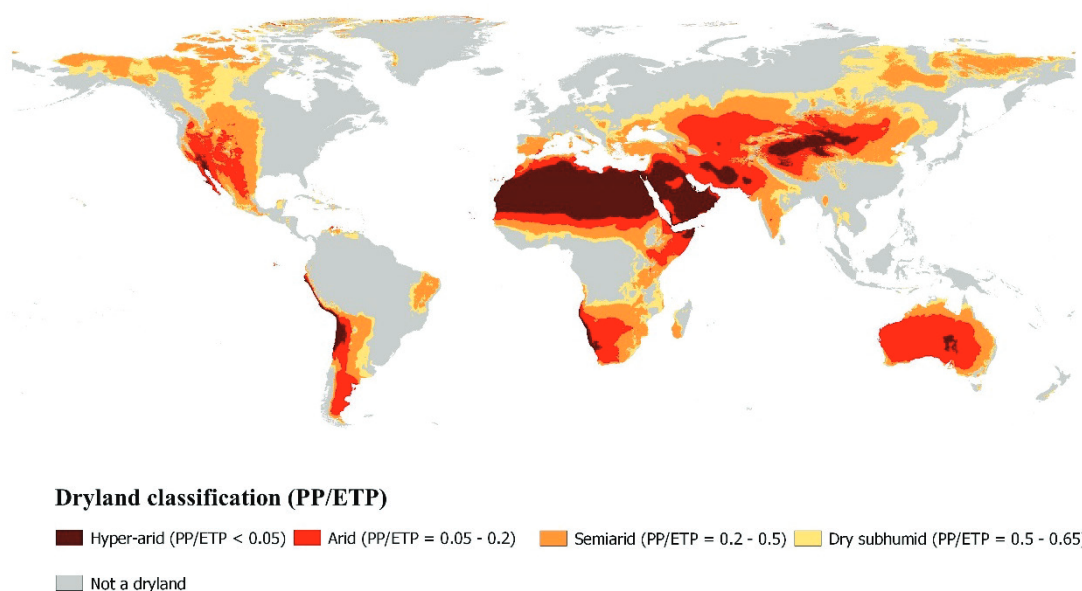 Dryland classification (PP/ETP)
Hyper-arid (PP/ETP < 0.05) Arid (PP/ETP = 0.05 - 0.2) Semiarid (PP/ETP = 0.2 - 0.5) Dry subhumid (PP/ETP = 0.5 - 0.65)
Not a dryland